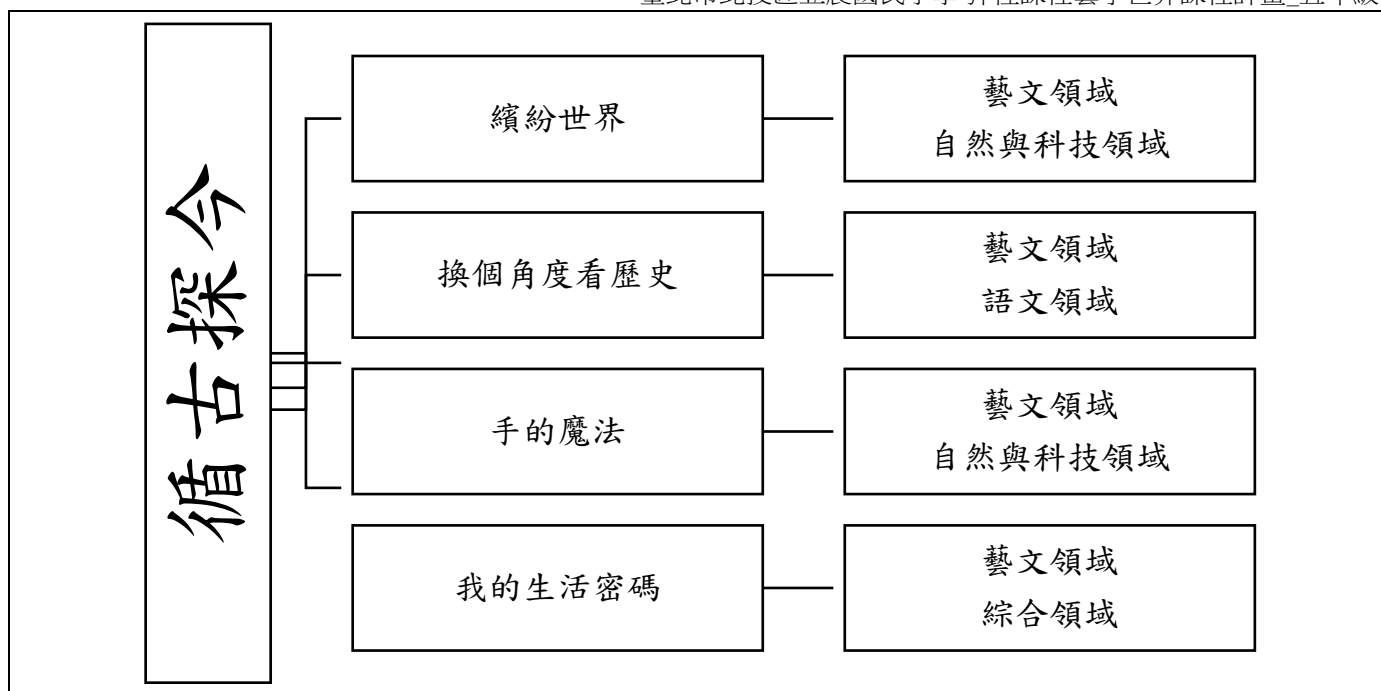 循古探今
繽紛世界
藝文領域
自然與科技領域
換個角度看歷史
藝文領域
語文領域
手的魔法
藝文領域
自然與科技領域
我的生活密碼
藝文領域
綜合領域